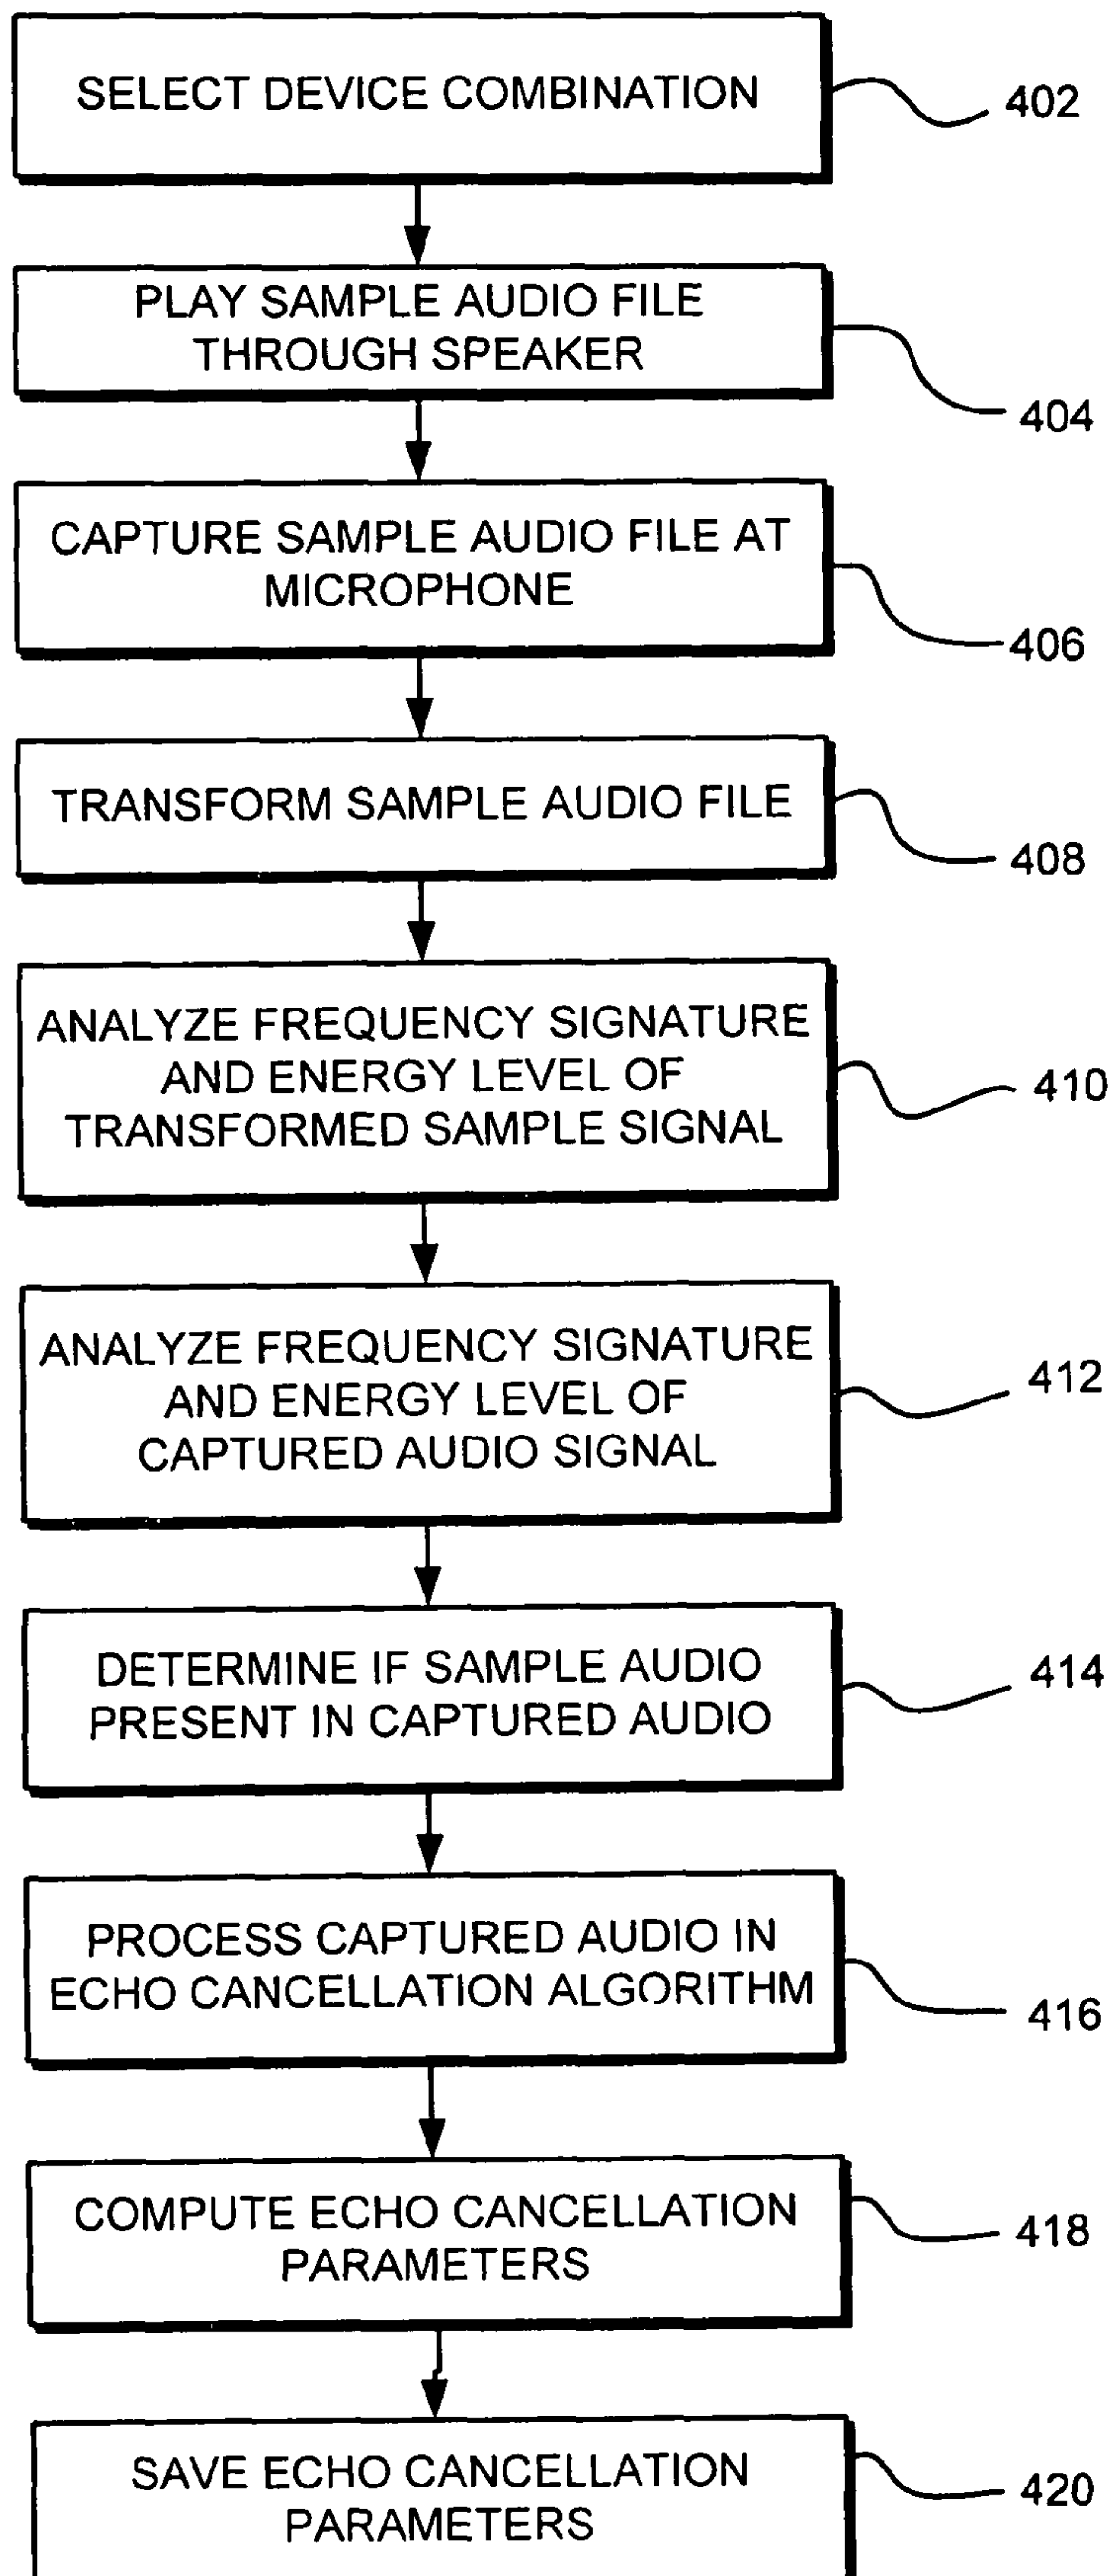 SELECT DEVICE COMBINATION
402
PLAY SAMPLE AUDIO FILE
THROUGH SPEAKER
404
CAPTURE SAMPLE AUDIO FILE AT
MICROPHONE
406
TRANSFORM SAMPLE AUDIO FILE
408
ANALYZE FREQUENCY SIGNATURE
AND ENERGY LEVEL OF
TRANSFORMED SAMPLE SIGNAL
410
ANALYZE FREQUENCY SIGNATURE
AND ENERGY LEVEL OF
CAPTURED AUDIO SIGNAL
412
DETERMINE IF SAMPLE AUDIO
PRESENT IN CAPTURED AUDIO
414
PROCESS CAPTURED AUDIO IN
ECHO CANCELLATION ALGORITHM
416
COMPUTE ECHO CANCELLATION
PARAMETERS
418
SAVE ECHO CANCELLATION
PARAMETERS
420